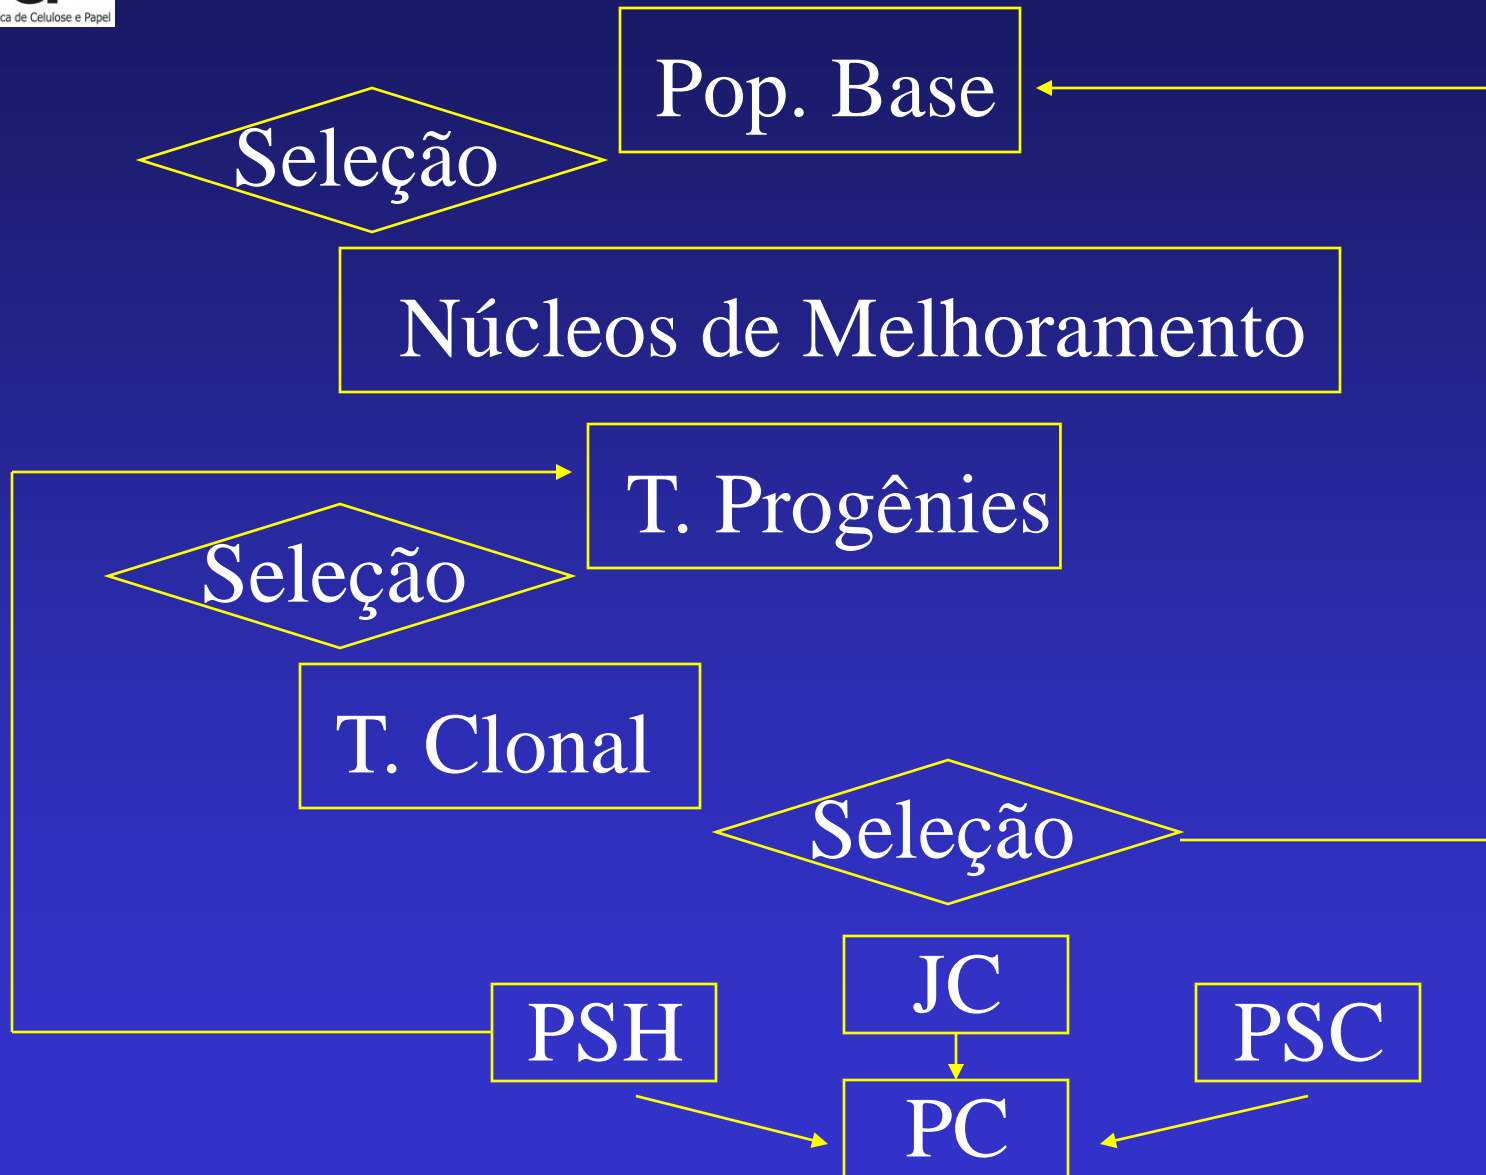 ca de Celulose e Papel
Pop. Base
Seleção
Núcleos de Melhoramento
T. Progênies
Seleção
T. Clonal
Seleção
JC
PSH
PSC
PC